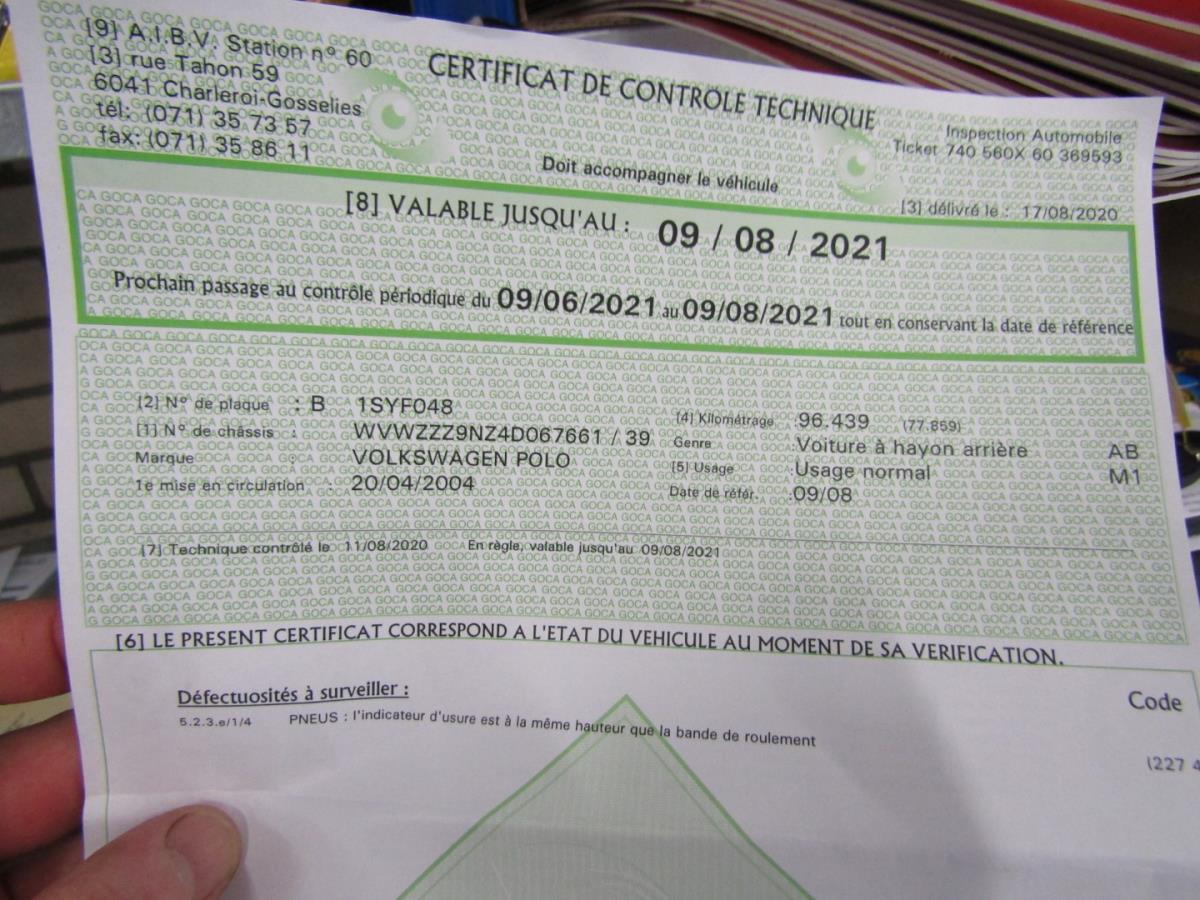 [9] A.I.B.V. Station n° 60
[3] rue Tahon 59
6041 Charleroi-Gosselies
tél: (071) 35 73 57
fax: (071) 35 86 11
CERTIFICAT DE CONTROLE TECHNIQUE
Doit accompagner le véhicule
Inspection Automobile
Ticket 740 560X 60 369593
[3] délivré le : 17/08/2020
[8] VALABLE JUSQU'AU : 09 / 08 / 2021
Prochain passage au contrôle périodique du 09/06/2021 au 09/08/2021 tout en conservant la date de référence
[2] N° de plaque : B 1SYF048
[1] N° de châssis : WVWZZZ9NZ4D067661 / 39
Marque : VOLKSWAGEN POLO
1e mise en circulation : 20/04/2004
[4] Kilométrage :96.439 (77.859)
Genre :Voiture à hayon arrière AB
[5] Usage :Usage normal M1
Date de référ. :09/08
[7] Technique contrôlé le 11/08/2020 En règle, valable jusqu'au 09/08/2021
[6] LE PRESENT CERTIFICAT CORRESPOND A L'ETAT DU VEHICULE AU MOMENT DE SA VERIFICATION.
Défectuosités à surveiller :
Code
5.2.3.e/1/4 PNEUS : l'indicateur d'usure est à la même hauteur que la bande de roulement
(227 4